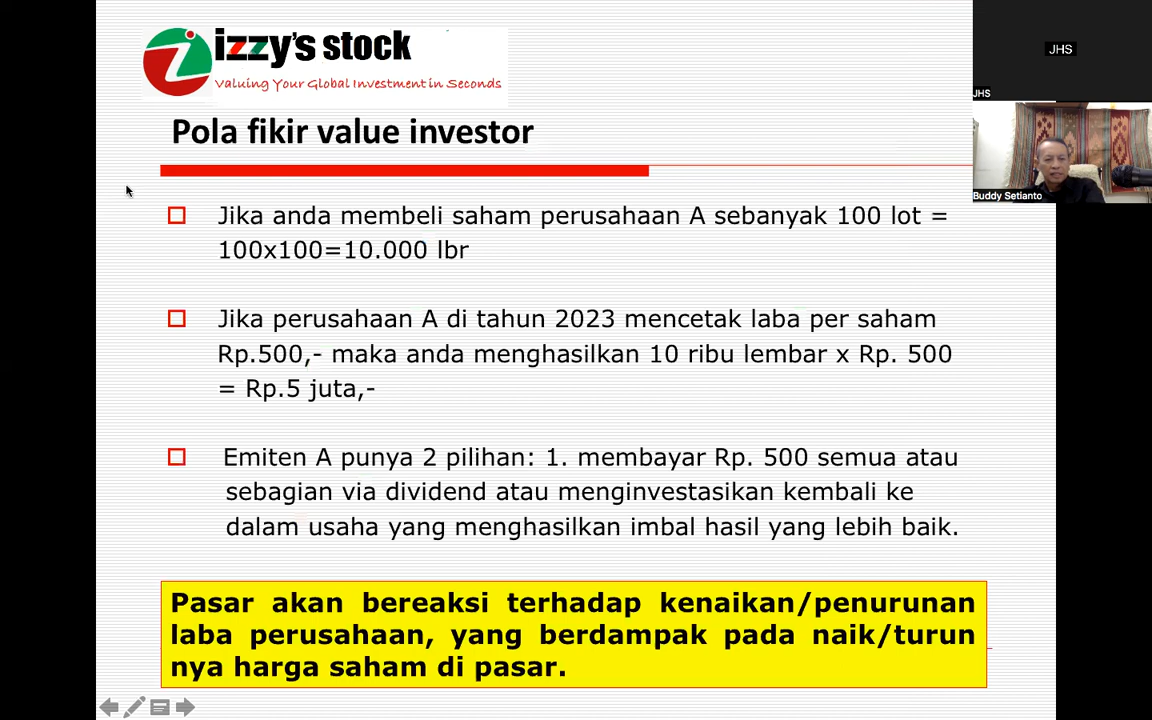 izzy's stock
Valuing Your Global Investment in Seconds
JHS
JHS
Buddy Setianto
Pola fikir value investor
Jika anda membeli saham perusahaan A sebanyak 100 lot =
100x100=10.000 lbr
Jika perusahaan A di tahun 2023 mencetak laba per saham
Rp.500,- maka anda menghasilkan 10 ribu lembar x Rp. 500
= Rp.5 juta,-
Emiten A punya 2 pilihan: 1. membayar Rp. 500 semua atau
sebagian via dividend atau menginvestasikan kembali ke
dalam usaha yang menghasilkan imbal hasil yang lebih baik.
Pasar akan bereaksi terhadap kenaikan/penurunan
laba perusahaan, yang berdampak pada naik/turun
nya harga saham di pasar.